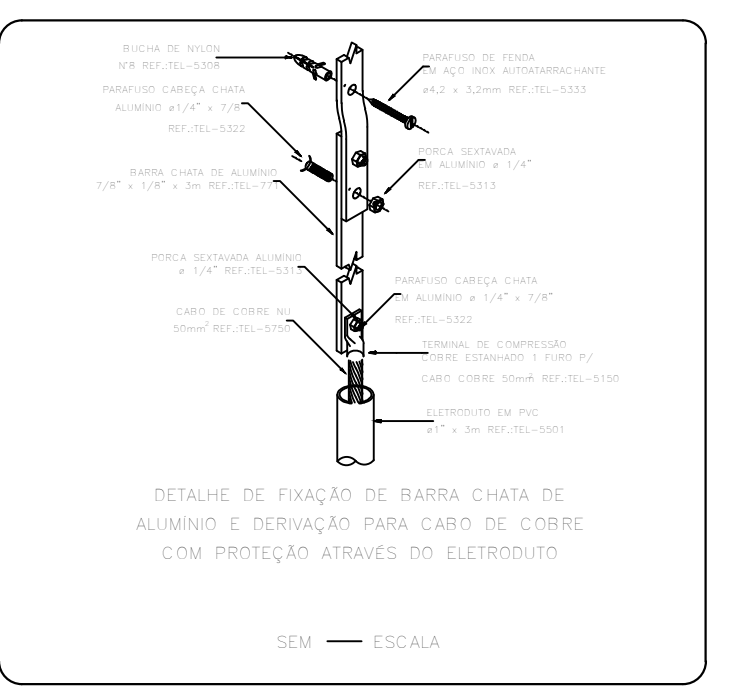 BUCHA DE NYLON
N°8 REF.:TEL-5308
PARAFUSO DE FENDA
EM AÇO INOX AUTOATARRACHANTE
ø4,2 x 3,2mm REF.:TEL-5333
PARAFUSO CABEÇA CHATA
ALUMÍNIO ø1/4" x 7/8"
REF.:TEL-5322
PORCA SEXTAVADA
EM ALUMÍNIO ø 1/4"
REF.:TEL-5313
BARRA CHATA DE ALUMÍNIO
7/8" x 1/8" x 3m REF.:TEL-771
PORCA SEXTAVADA ALUMÍNIO
ø 1/4" REF.:TEL-5313
PARAFUSO CABEÇA CHATA
EM ALUMÍNIO ø 1/4" x 7/8"
REF.:TEL-5322
CABO DE COBRE NU
50mm² REF.:TEL-5750
TERMINAL DE COMPRESSÃO
COBRE ESTANHADO 1 FURO P/
CABO COBRE 50mm² REF.:TEL-5150
ELETRODUTO EM PVC
ø1" x 3m REF.:TEL-5501
DETALHE DE FIXAÇÃO DE BARRA CHATA DE
ALUMÍNIO E DERIVAÇÃO PARA CABO DE COBRE
COM PROTEÇÃO ATRAVÉS DO ELETRODUTO
SEM — ESCALA